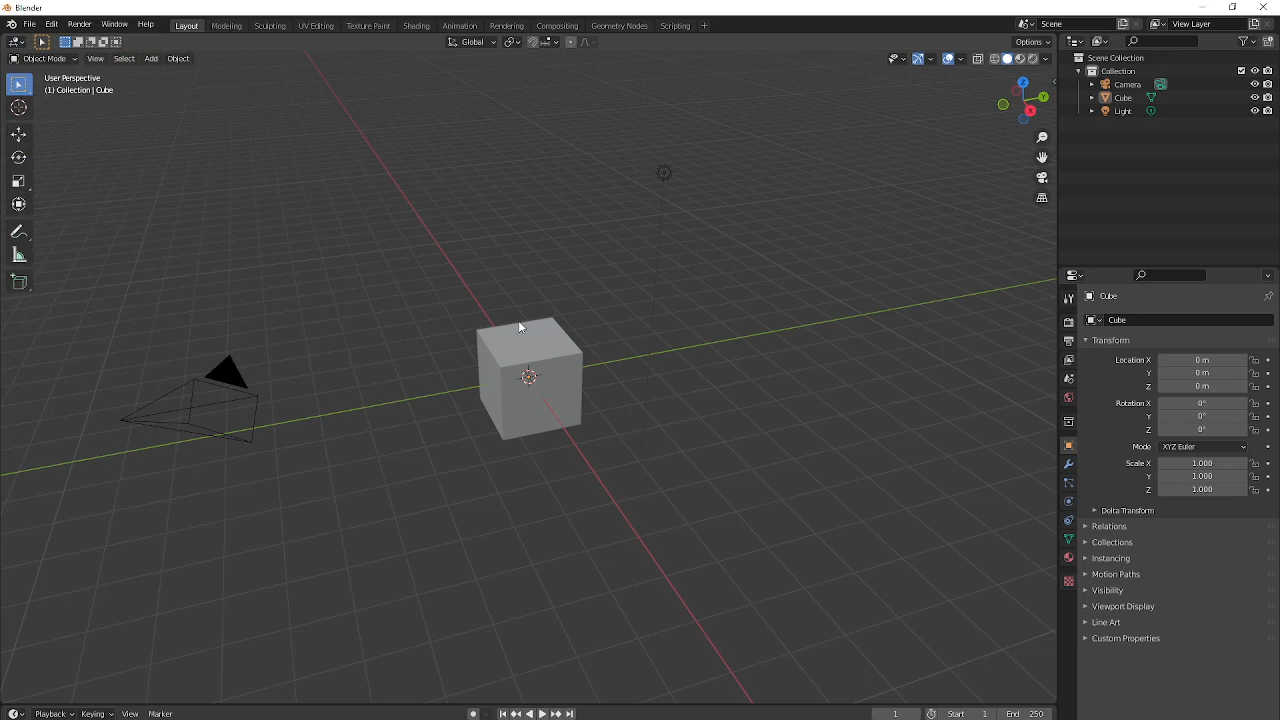 Blender
File Edit Render Window Help Layout Modeling Sculpting UV Editing Texture Paint Shading Animation Rendering Compositing Geometry Nodes Scripting + Scene View Layer
Global Options
Object Mode View Select Add Object
User Perspective
(1) Collection | Cube
Z
Y
X
Scene Collection
Collection
Camera
Cube
Light
Cube
Cube
Transform
Location X 0 m
Y 0 m
Z 0 m
Rotation X 0°
Y 0°
Z 0°
Mode XYZ Euler
Scale X 1.000
Y 1.000
Z 1.000
Delta Transform
Relations
Collections
Instancing
Motion Paths
Visibility
Viewport Display
Line Art
Custom Properties
Playback Keying View Marker 1 Start 1 End 250